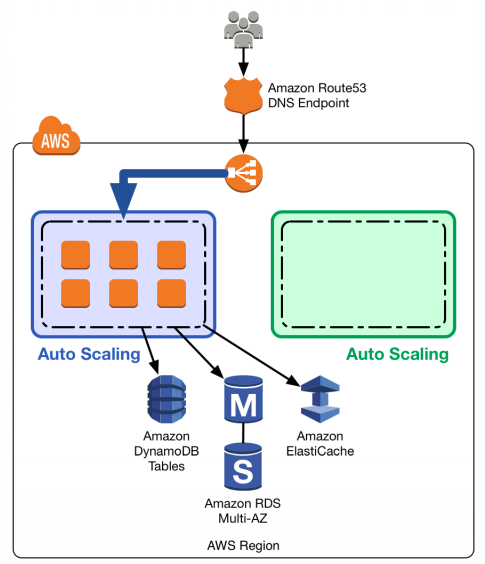 Amazon Route53
DNS Endpoint
AWS
Auto Scaling
Auto Scaling
M
S
Amazon
DynamoDB
Tables
Amazon
ElastiCache
Amazon RDS
Multi-AZ
AWS Region